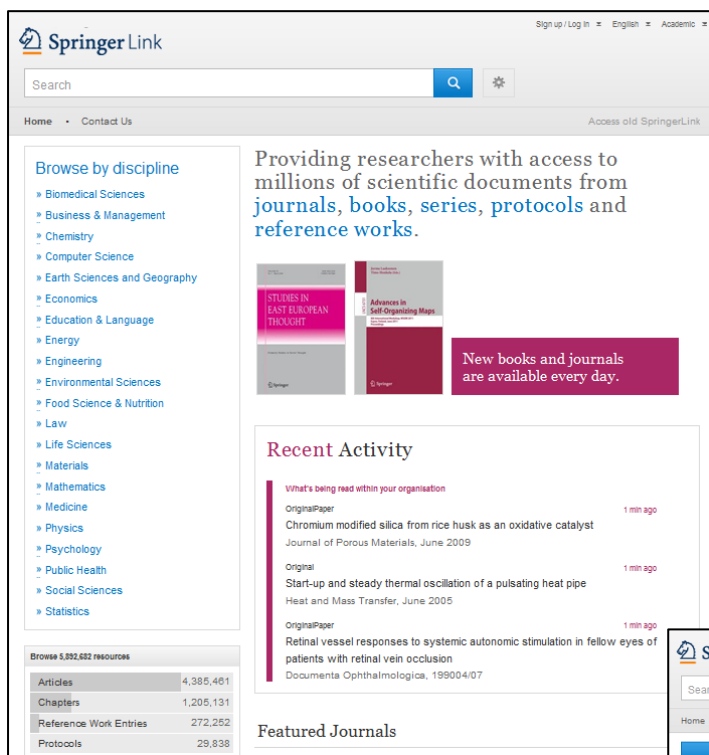 Sign up / Log In English Academic
Springer Link
Search
Home • Contact Us
Access old SpringerLink
Browse by discipline
» Biomedical Sciences
» Business & Management
» Chemistry
» Computer Science
» Earth Sciences and Geography
» Economics
» Education & Language
» Energy
» Engineering
» Environmental Sciences
» Food Science & Nutrition
» Law
» Life Sciences
» Materials
» Mathematics
» Medicine
» Physics
» Psychology
» Public Health
» Social Sciences
» Statistics
Browse 5,892,682 resources
Articles 4,385,461
Chapters 1,205,131
Reference Work Entries 272,252
Protocols 29,838
Providing researchers with access to
millions of scientific documents from
journals, books, series, protocols and
reference works.
STUDIES IN
EAST EUROPEAN
THOUGHT
Springer
Advances in
Self-Organizing Maps
Springer
New books and journals
are available every day.
Recent Activity
What's being read within your organisation
OriginalPaper 1 min ago
Chromium modified silica from rice husk as an oxidative catalyst
Journal of Porous Materials, June 2009
Original 1 min ago
Start-up and steady thermal oscillation of a pulsating heat pipe
Heat and Mass Transfer, June 2005
OriginalPaper 1 min ago
Retinal vessel responses to systemic autonomic stimulation in fellow eyes of
patients with retinal vein occlusion
Documenta Ophthalmologica, 199004/07
Featured Journals
S
Sear
Home